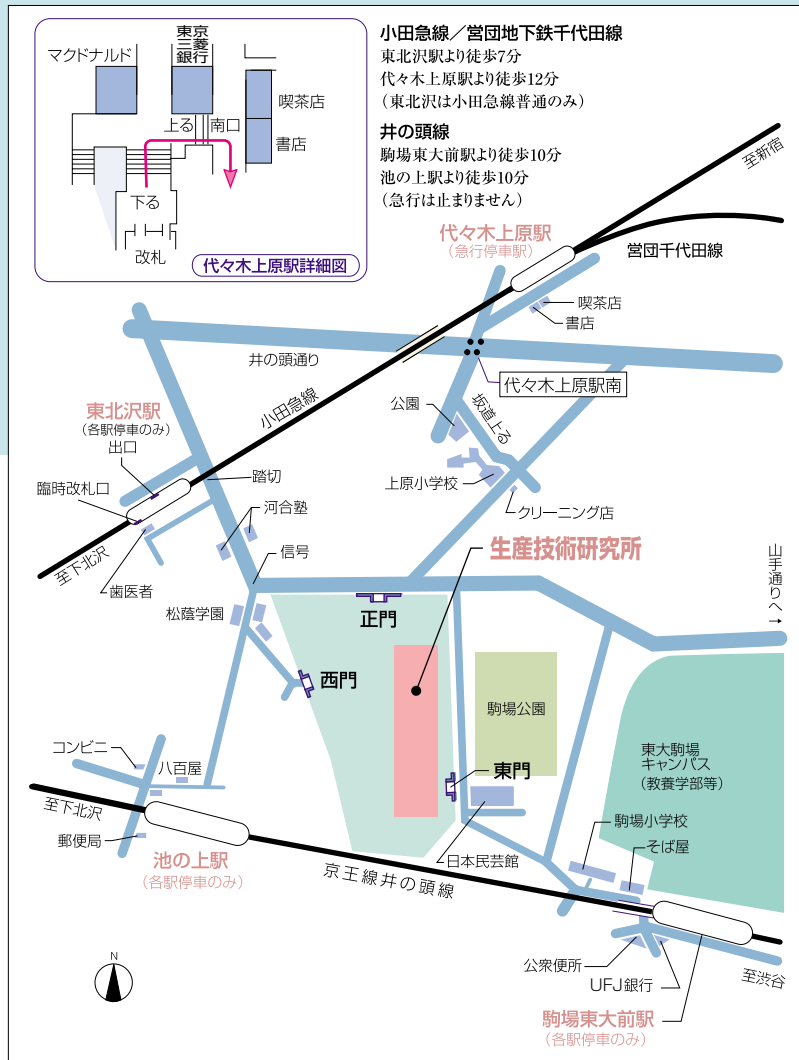 マクドナルド
東京三菱銀行
喫茶店
上る
南口
書店
下る
改札
代々木上原駅詳細図
小田急線／営団地下鉄千代田線
東北沢駅より徒歩7分
代々木上原駅より徒歩12分
（東北沢は小田急線普通のみ）
井の頭線
駒場東大前駅より徒歩10分
池の上駅より徒歩10分
（急行は止まりません）
至新宿
代々木上原駅
（急行停車駅）
営団千代田線
喫茶店
書店
井の頭通り
代々木上原駅南
小田急線
東北沢駅
（各駅停車のみ）
出口
公園
坂道上る
踏切
上原小学校
臨時改札口
河合塾
クリーニング店
信号
生産技術研究所
至下北沢
歯医者
山手通りへ→
松蔭学園
正門
西門
駒場公園
コンビニ
八百屋
東門
東大駒場
キャンパス
（教養学部等）
至下北沢
郵便局
駒場小学校
そば屋
池の上駅
（各駅停車のみ）
日本民芸館
京王線井の頭線
N
公衆便所
UFJ銀行
至渋谷
駒場東大前駅
（各駅停車のみ）